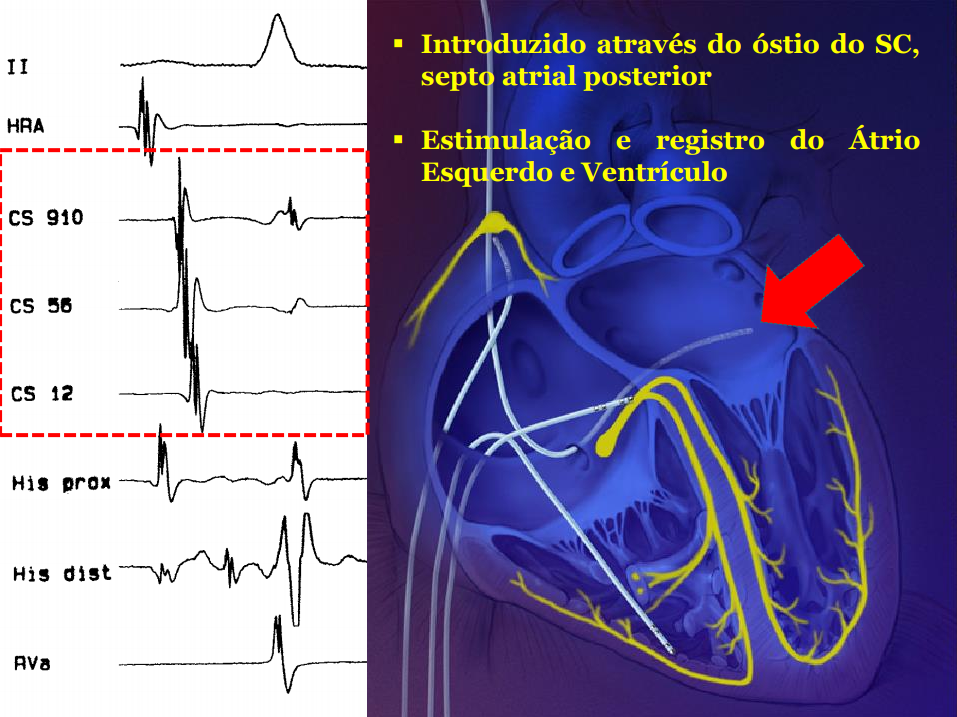 II
HRA
CS 910
CS 56
CS 12
His prox
His dist
RVa
▪ Introduzido através do óstio do SC,
septo atrial posterior
▪ Estimulação e registro do Átrio
Esquerdo e Ventrículo